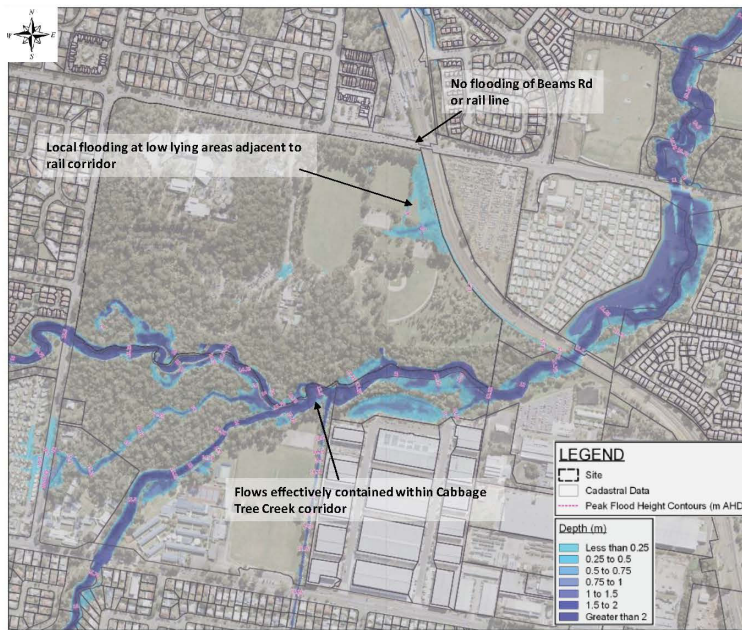 N
W
E
S
No flooding of Beams Rd
or rail line
Local flooding at low lying areas adjacent to
rail corridor
Flows effectively contained within Cabbage
Tree Creek corridor
LEGEND
Site
Cadastral Data
Peak Flood Height Contours (m AHD
Depth (m)
Less than 0.25
0.25 to 0.5
0.5 to 0.75
0.75 to 1
1 to 1.5
1.5 to 2
Greater than 2